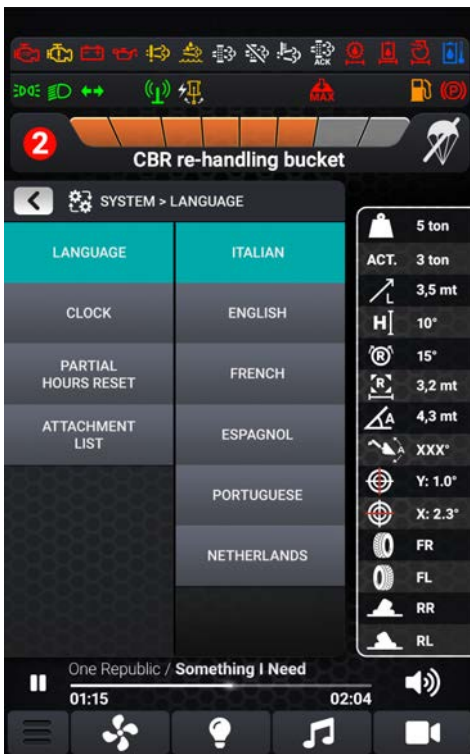 ACK
MAX
(P)
2
CBR re-handling bucket
SYSTEM > LANGUAGE
LANGUAGE
ITALIAN
CLOCK
ENGLISH
PARTIAL
HOURS RESET
FRENCH
ATTACHMENT
LIST
ESPAGNOL
PORTUGUESE
NETHERLANDS
5 ton
ACT. 3 ton
L 3,5 mt
H 10°
R 15°
R 3,2 mt
A 4,3 mt
A XXX°
Y: 1.0°
X: 2.3°
FR
FL
RR
RL
One Republic / Something I Need
01:15 02:04